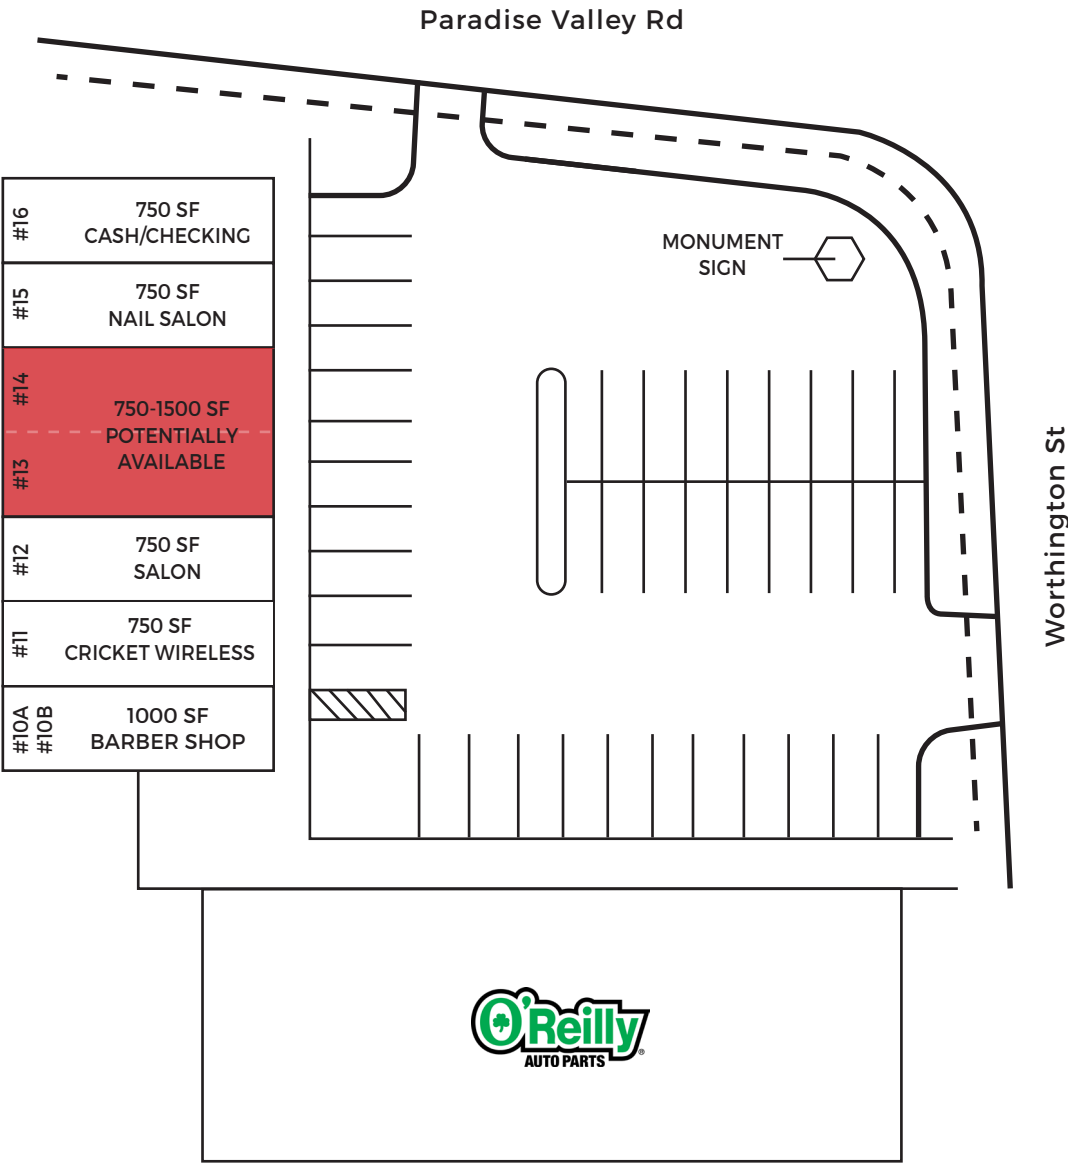 Paradise Valley Rd
#16
750 SF
CASH/CHECKING
MONUMENT
SIGN
#15
750 SF
NAIL SALON
#14
#13
750-1500 SF
POTENTIALLY
AVAILABLE
Worthington St
#12
750 SF
SALON
#11
750 SF
CRICKET WIRELESS
#10A
#10B
1000 SF
BARBER SHOP
O'Reilly
AUTO PARTS
®